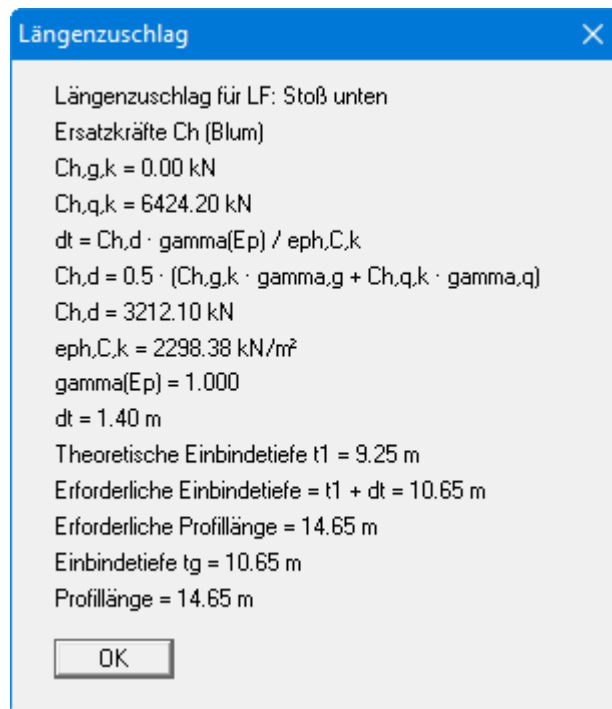 Längenzuschlag
Längenzuschlag für LF: Stoß unten
Ersatzkräfte Ch (Blum)
Ch,g,k = 0.00 kN
Ch,q,k = 6424.20 kN
dt = Ch,d · gamma(Ep) / eph,C,k
Ch,d = 0.5 · (Ch,g,k · gamma,g + Ch,q,k · gamma,q)
Ch,d = 3212.10 kN
eph,C,k = 2298.38 kN/m²
gamma(Ep) = 1.000
dt = 1.40 m
Theoretische Einbindetiefe t1 = 9.25 m
Erforderliche Einbindetiefe = t1 + dt = 10.65 m
Erforderliche Profillänge = 14.65 m
Einbindetiefe tg = 10.65 m
Profillänge = 14.65 m
OK